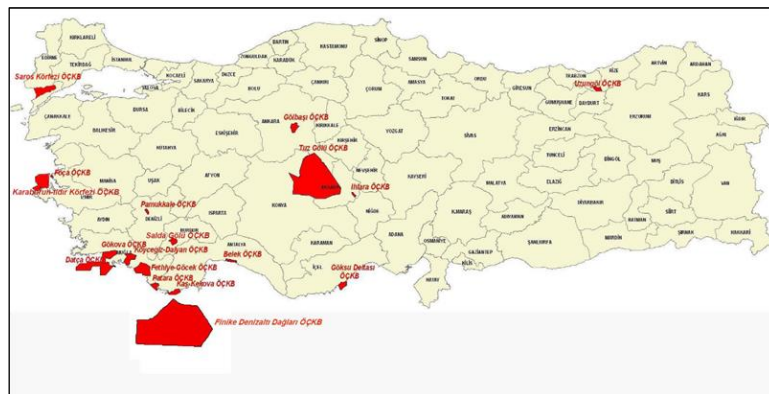 KIRKLARELİ
EDİRNE
TEKİRDAĞ
İSTANBUL
Saros Körfezi ÖÇKB
KOCAELİ
YALOVA
SAKARYA
DÜZCE
ZONGULDAK
BARTIN
KARABÜK
KASTAMONU
SİNOP
SAMSUN
ORDU
GİRESUN
TRABZON
RİZE
ARTVİN
ARDAHAN
Uzungöl ÖÇKB
GÜMÜŞHANE
BAYBURT
KARS
ÇANAKKALE
BALIKESİR
BURSA
BİLECİK
BOLU
ÇANKIRI
ÇORUM
AMASYA
TOKAT
Gölbaşı ÖÇKB
ANKARA
KIRIKKALE
KIRŞEHİR
ESKİŞEHİR
KÜTAHYA
YOZGAT
SİVAS
ERZİNCAN
ERZURUM
AĞRI
IĞDIR
TUNCELİ
BİNGÖL
MUŞ
Tuz Gölü ÖÇKB
Foça ÖÇKB
Karaburun-Ildır Körfezi ÖÇKB
İZMİR
MANİSA
UŞAK
AFYON
NEVŞEHİR
KAYSERİ
Ihlara ÖÇKB
AKSARAY
NİĞDE
KONYA
MALATYA
ELAZIĞ
DİYARBAKIR
BİTLİS
VAN
Pamukkale ÖÇKB
AYDIN
DENİZLİ
ISPARTA
BURDUR
Salda Gölü ÖÇKB
K.MARAŞ
ADIYAMAN
BATMAN
SİİRT
ŞIRNAK
HAKKARİ
MARDİN
ŞANLIURFA
GAZİANTEP
KİLİS
OSMANİYE
HATAY
ADANA
KARAMAN
İÇEL
Göksu Deltası
ÖÇKB
Gökova ÖÇKB
MUĞLA
Köyceğiz-Dalyan ÖÇKB
ANTALYA
Belek ÖÇKB
Datça ÖÇKB
Fethiye-Göcek ÖÇKB
Patara ÖÇKB
Kaş-Kekova ÖÇKB
Finike Denizaltı Dağları ÖÇKB